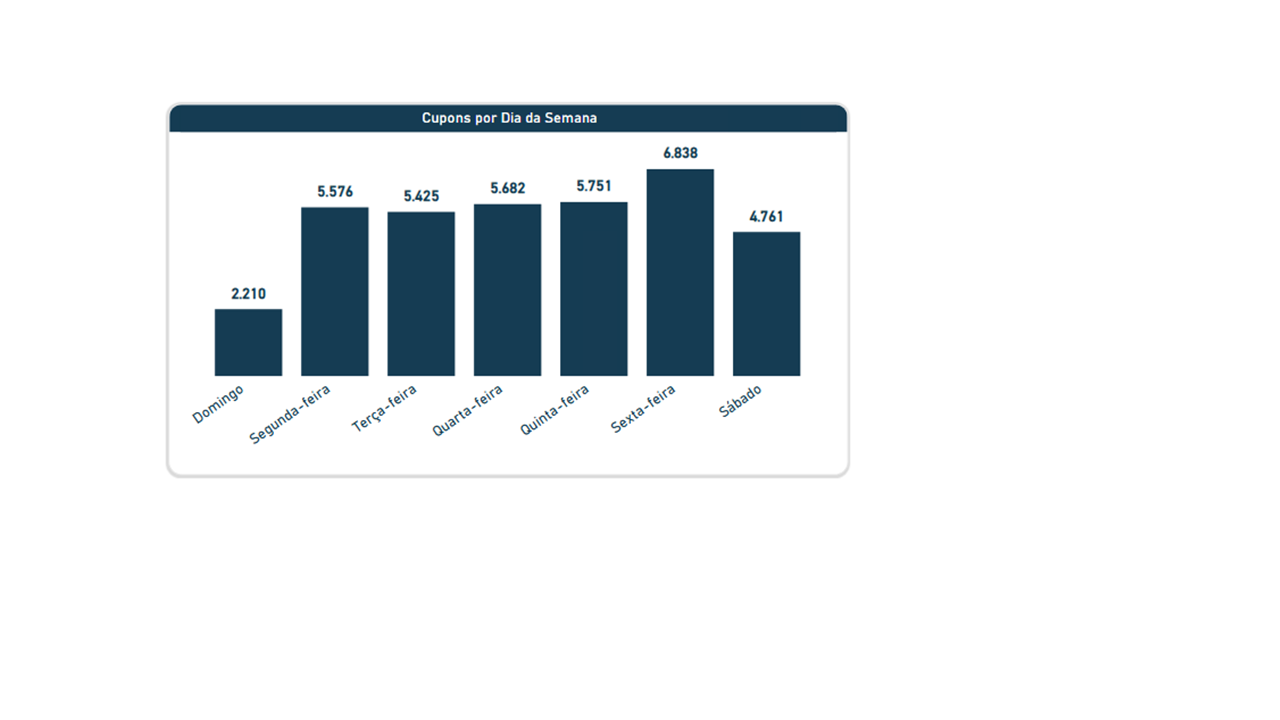 Cupons por Dia da Semana
6.838
5.576
5.425
5.682
5.751
4.761
2.210
Domingo
Segunda-feira
Terça-feira
Quarta-feira
Quinta-feira
Sexta-feira
Sábado